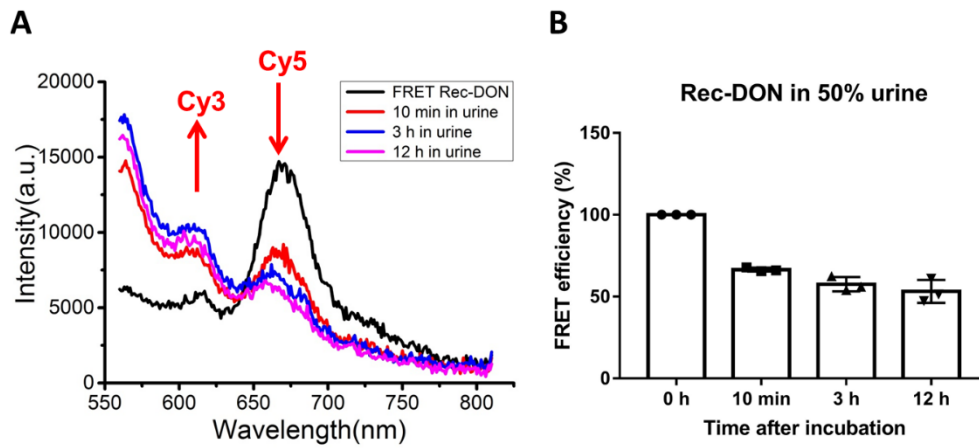 A
Cy3
Cy5
FRET Rec-DON
10 min in urine
3 h in urine
12 h in urine
20000
15000
10000
5000
0
Intensity(a.u.)
550
600
650
700
750
800
Wavelength(nm)
B
Rec-DON in 50% urine
150
100
50
0
FRET efficiency (%)
0 h
10 min
3 h
12 h
Time after incubation